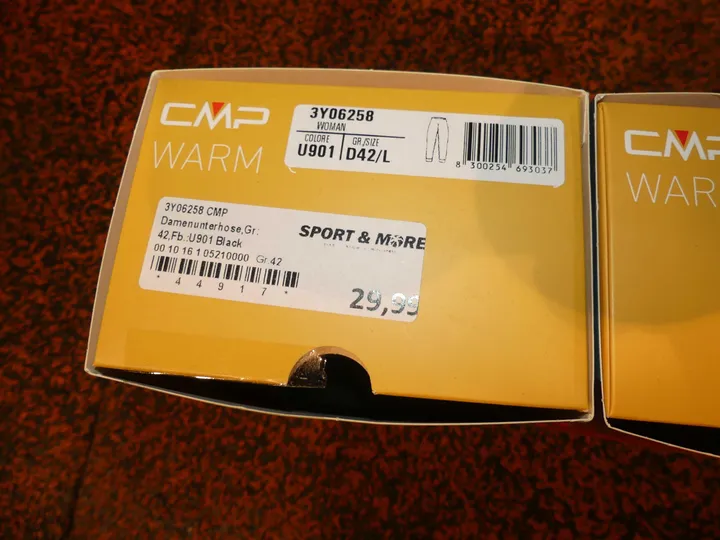 CMP
WARM
3Y06258
WOMAN
COLORE
U901
GR./SIZE
D42/L
8 300254 693037
3Y06258 CMP
Damenunterhose,Gr.:
42,Fb.:U901 Black
00 10 16 1 05210000 Gr.42
* 4 4 9 1 7 *
SPORT & MORE
29,99
CMP
WAR